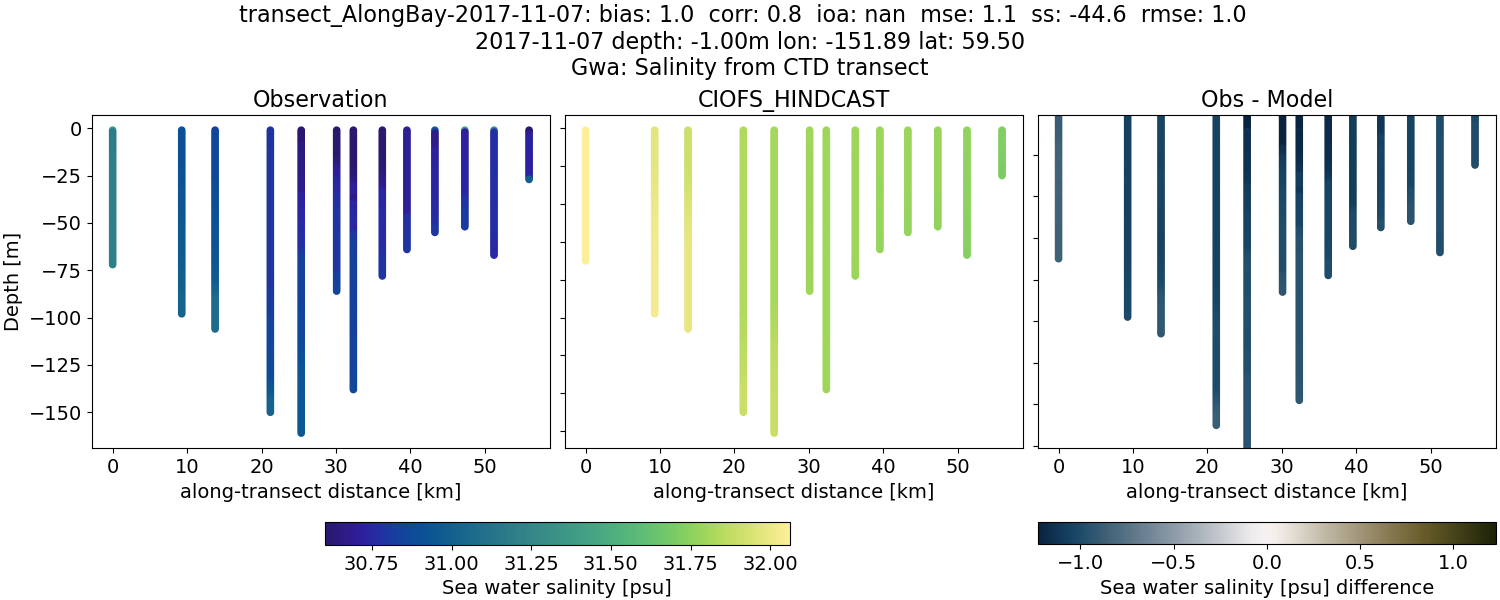 transect_AlongBay-2017-11-07: bias: 1.0  corr: 0.8  ioa: nan  mse: 1.1  ss: -44.6  rmse: 1.0
2017-11-07 depth: -1.00m lon: -151.89 lat: 59.50
Gwa: Salinity from CTD transect
Observation
CIOFS_HINDCAST
Obs - Model
Depth [m]
0
−25
−50
−75
−100
−125
−150
0 10 20 30 40 50
0 10 20 30 40 50
0 10 20 30 40 50
along-transect distance [km]
along-transect distance [km]
along-transect distance [km]
30.75 31.00 31.25 31.50 31.75 32.00
Sea water salinity [psu]
−1.0 −0.5 0.0 0.5 1.0
Sea water salinity [psu] difference